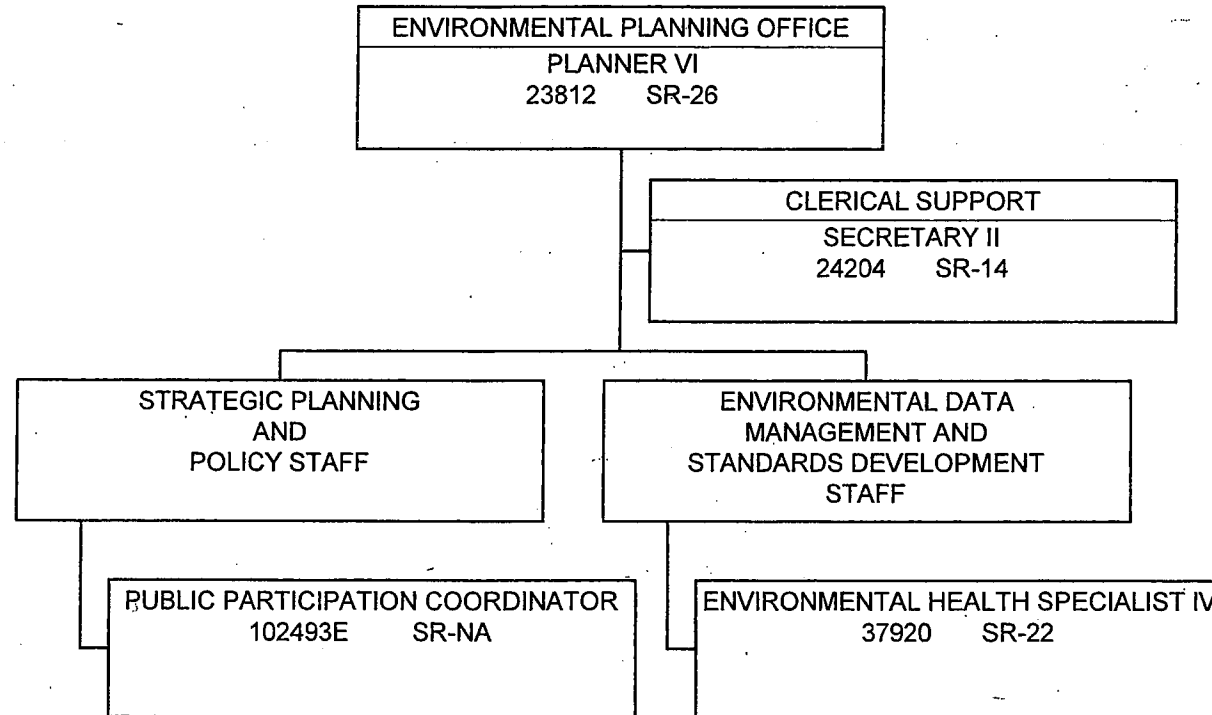 ENVIRONMENTAL PLANNING OFFICE
PLANNER VI
23812 SR-26
CLERICAL SUPPORT
SECRETARY II
24204 SR-14
STRATEGIC PLANNING
AND
POLICY STAFF
ENVIRONMENTAL DATA
MANAGEMENT AND
STANDARDS DEVELOPMENT
STAFF
PUBLIC PARTICIPATION COORDINATOR
102493E SR-NA
ENVIRONMENTAL HEALTH SPECIALIST IV
37920 SR-22